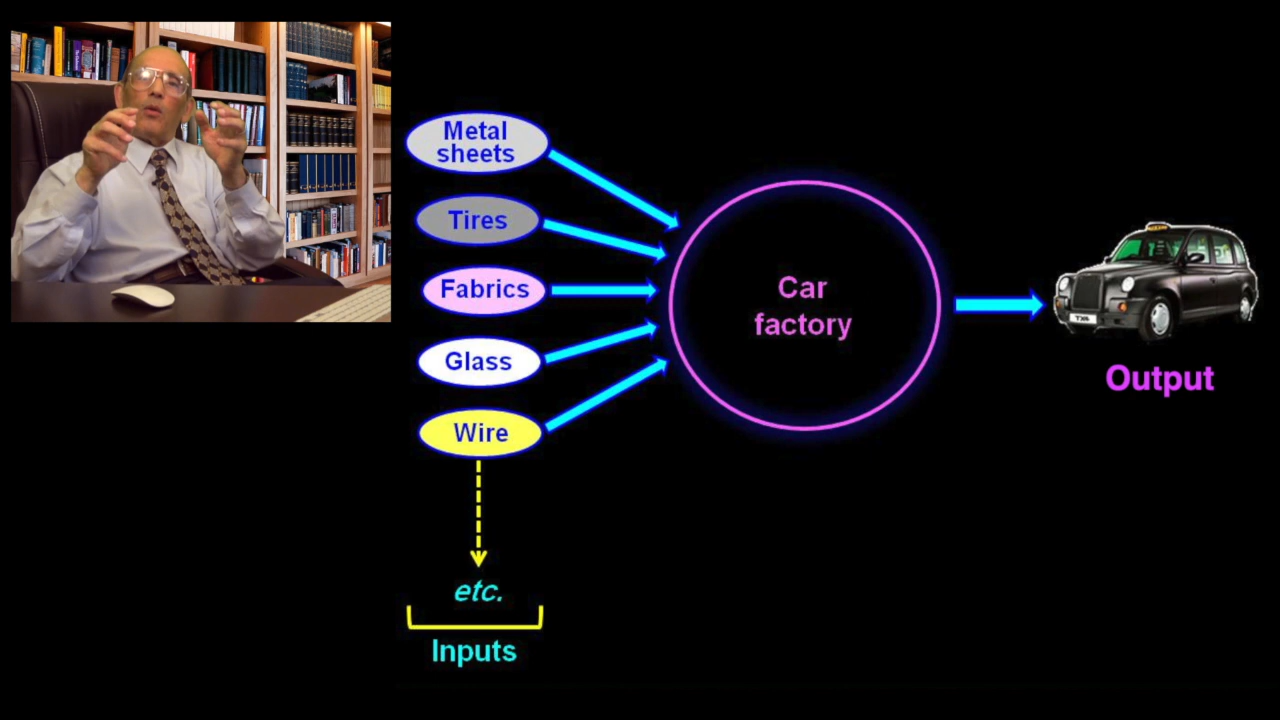 Metal
sheets
Tires
Fabrics
Glass
Wire
etc.
Inputs
Car
factory
Output